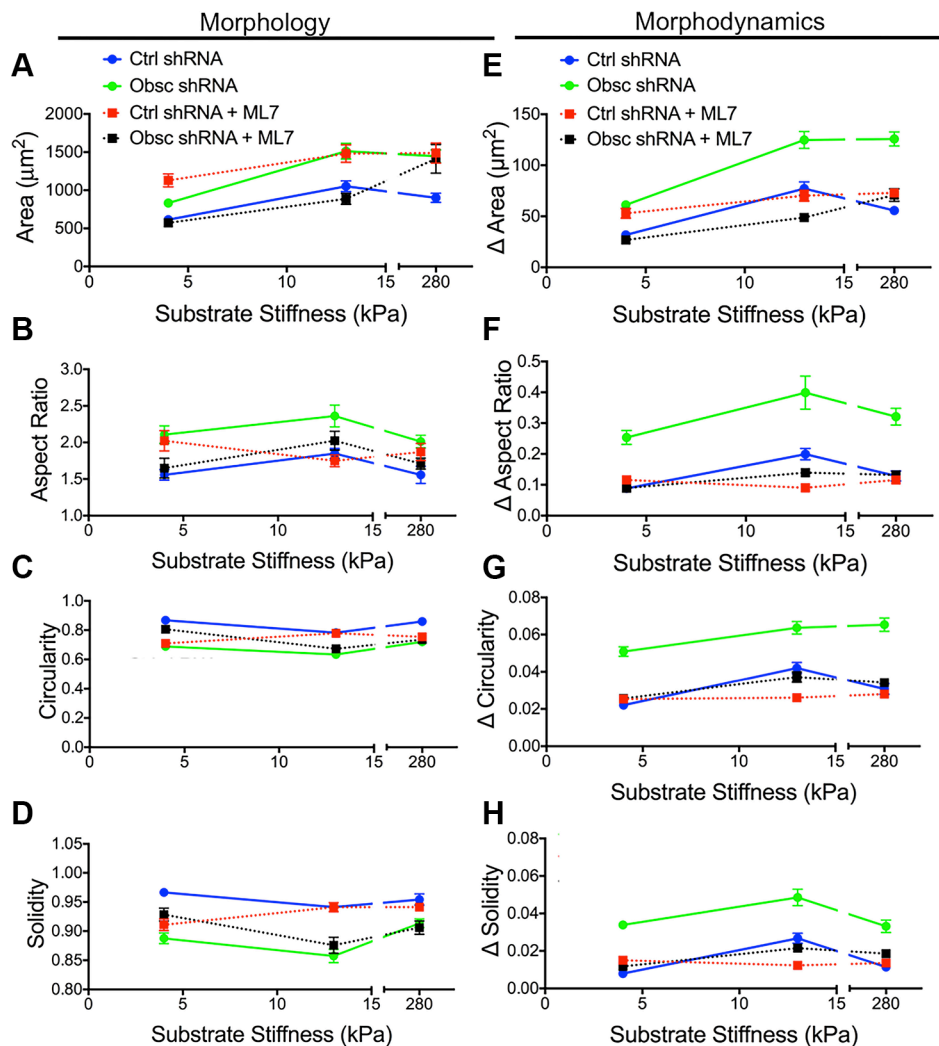 Morphology
A
Ctrl shRNA
Obsc shRNA
Ctrl shRNA + ML7
Obsc shRNA + ML7
Area (µm²)
2000
1500
1000
500
0
0 5 10 15 280
Substrate Stiffness (kPa)
B
Aspect Ratio
3.0
2.5
2.0
1.5
1.0
0 5 10 15 280
Substrate Stiffness (kPa)
C
Circularity
1.0
0.8
0.6
0.4
0.2
0.0
0 5 10 15 280
Substrate Stiffness (kPa)
D
Solidity
1.05
1.00
0.95
0.90
0.85
0.80
0 5 10 15 280
Substrate Stiffness (kPa)
Morphodynamics
E
Ctrl shRNA
Obsc shRNA
Ctrl shRNA + ML7
Obsc shRNA + ML7
Δ Area (µm²)
150
100
50
0
0 5 10 15 280
Substrate Stiffness (kPa)
F
Δ Aspect Ratio
0.5
0.4
0.3
0.2
0.1
0.0
0 5 10 15 280
Substrate Stiffness (kPa)
G
Δ Circularity
0.08
0.06
0.04
0.02
0.00
0 5 10 15 280
Substrate Stiffness (kPa)
H
Δ Solidity
0.08
0.06
0.04
0.02
0.00
0 5 10 15 280
Substrate Stiffness (kPa)